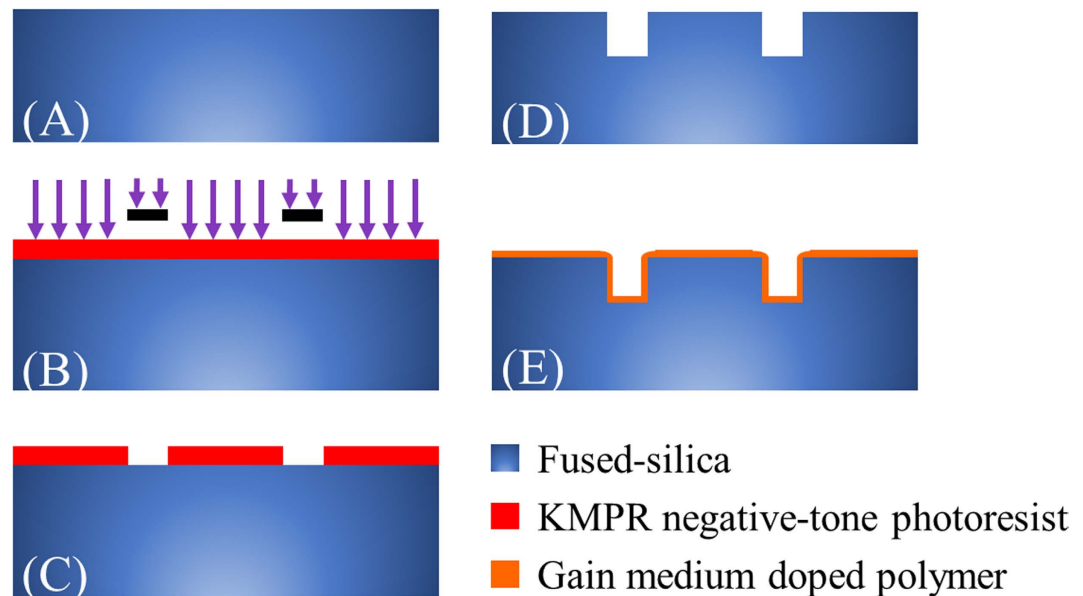 (A)
(B)
(C)
(D)
(E)
Fused-silica
KMPR negative-tone photoresist
Gain medium doped polymer